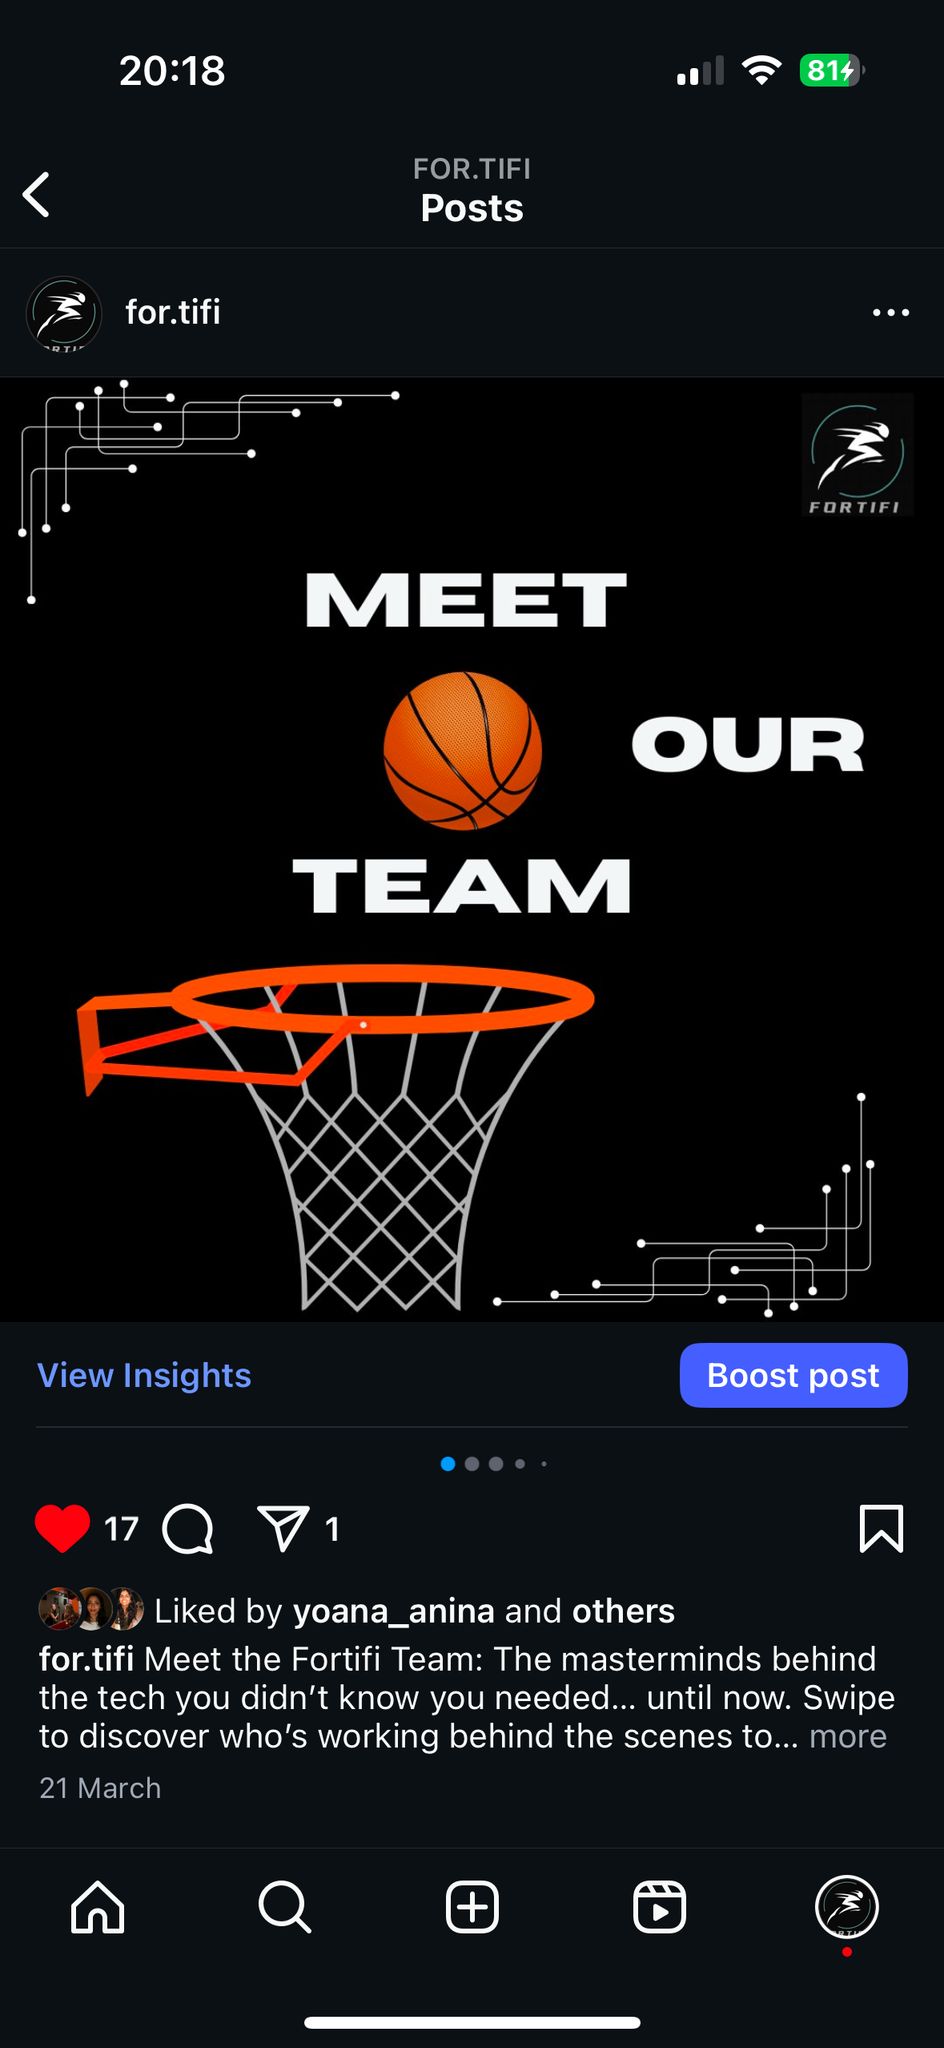 20:18
81
FOR.TIFI
Posts
for.tifi
FORTIFI
MEET
OUR
TEAM
View Insights
Boost post
17
1
Liked by yoana_anina and others
for.tifi Meet the Fortifi Team: The masterminds behind
the tech you didn’t know you needed... until now. Swipe
to discover who’s working behind the scenes to... more
21 March